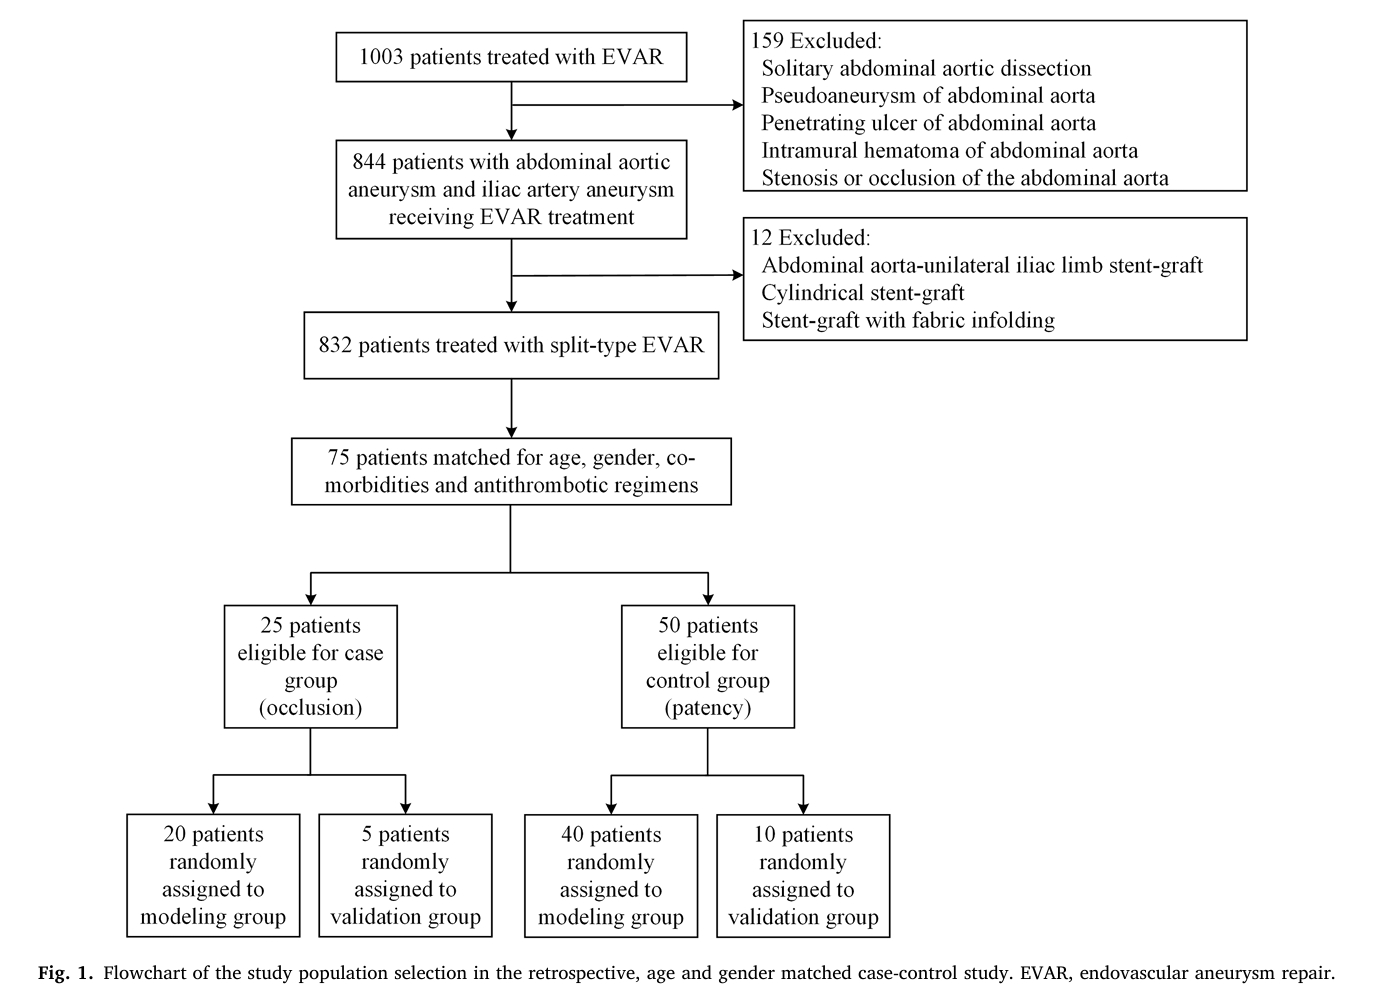 1003 patients treated with EVAR
159 Excluded:
Solitary abdominal aortic dissection
Pseudoaneurysm of abdominal aorta
Penetrating ulcer of abdominal aorta
Intramural hematoma of abdominal aorta
Stenosis or occlusion of the abdominal aorta
844 patients with abdominal aortic
aneurysm and iliac artery aneurysm
receiving EVAR treatment
12 Excluded:
Abdominal aorta-unilateral iliac limb stent-graft
Cylindrical stent-graft
Stent-graft with fabric infolding
832 patients treated with split-type EVAR
75 patients matched for age, gender, co-
morbidities and antithrombotic regimens
25 patients
eligible for case
group
(occlusion)
50 patients
eligible for
control group
(patency)
20 patients
randomly
assigned to
modeling group
5 patients
randomly
assigned to
validation group
40 patients
randomly
assigned to
modeling group
10 patients
randomly
assigned to
validation group
Fig. 1. Flowchart of the study population selection in the retrospective, age and gender matched case-control study. EVAR, endovascular aneurysm repair.